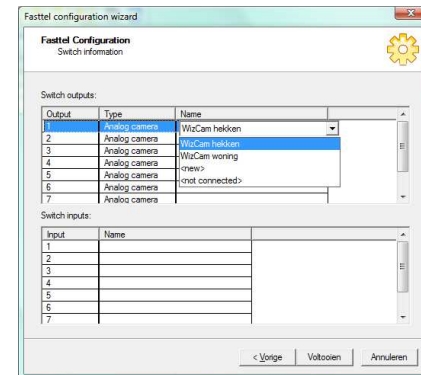 Fasttel configuration wizard
Fasttel Configuration
Switch information
Switch outputs:
Output Type Name
1 Analog camera WizCam hekken
2 Analog camera WizCam hekken
3 Analog camera WizCam woning
4 Analog camera <new>
5 Analog camera <not connected>
6 Analog camera
7 Analog camera
Switch inputs:
Input Name
1
2
3
4
5
6
7
< Vorige Voltooien Annuleren